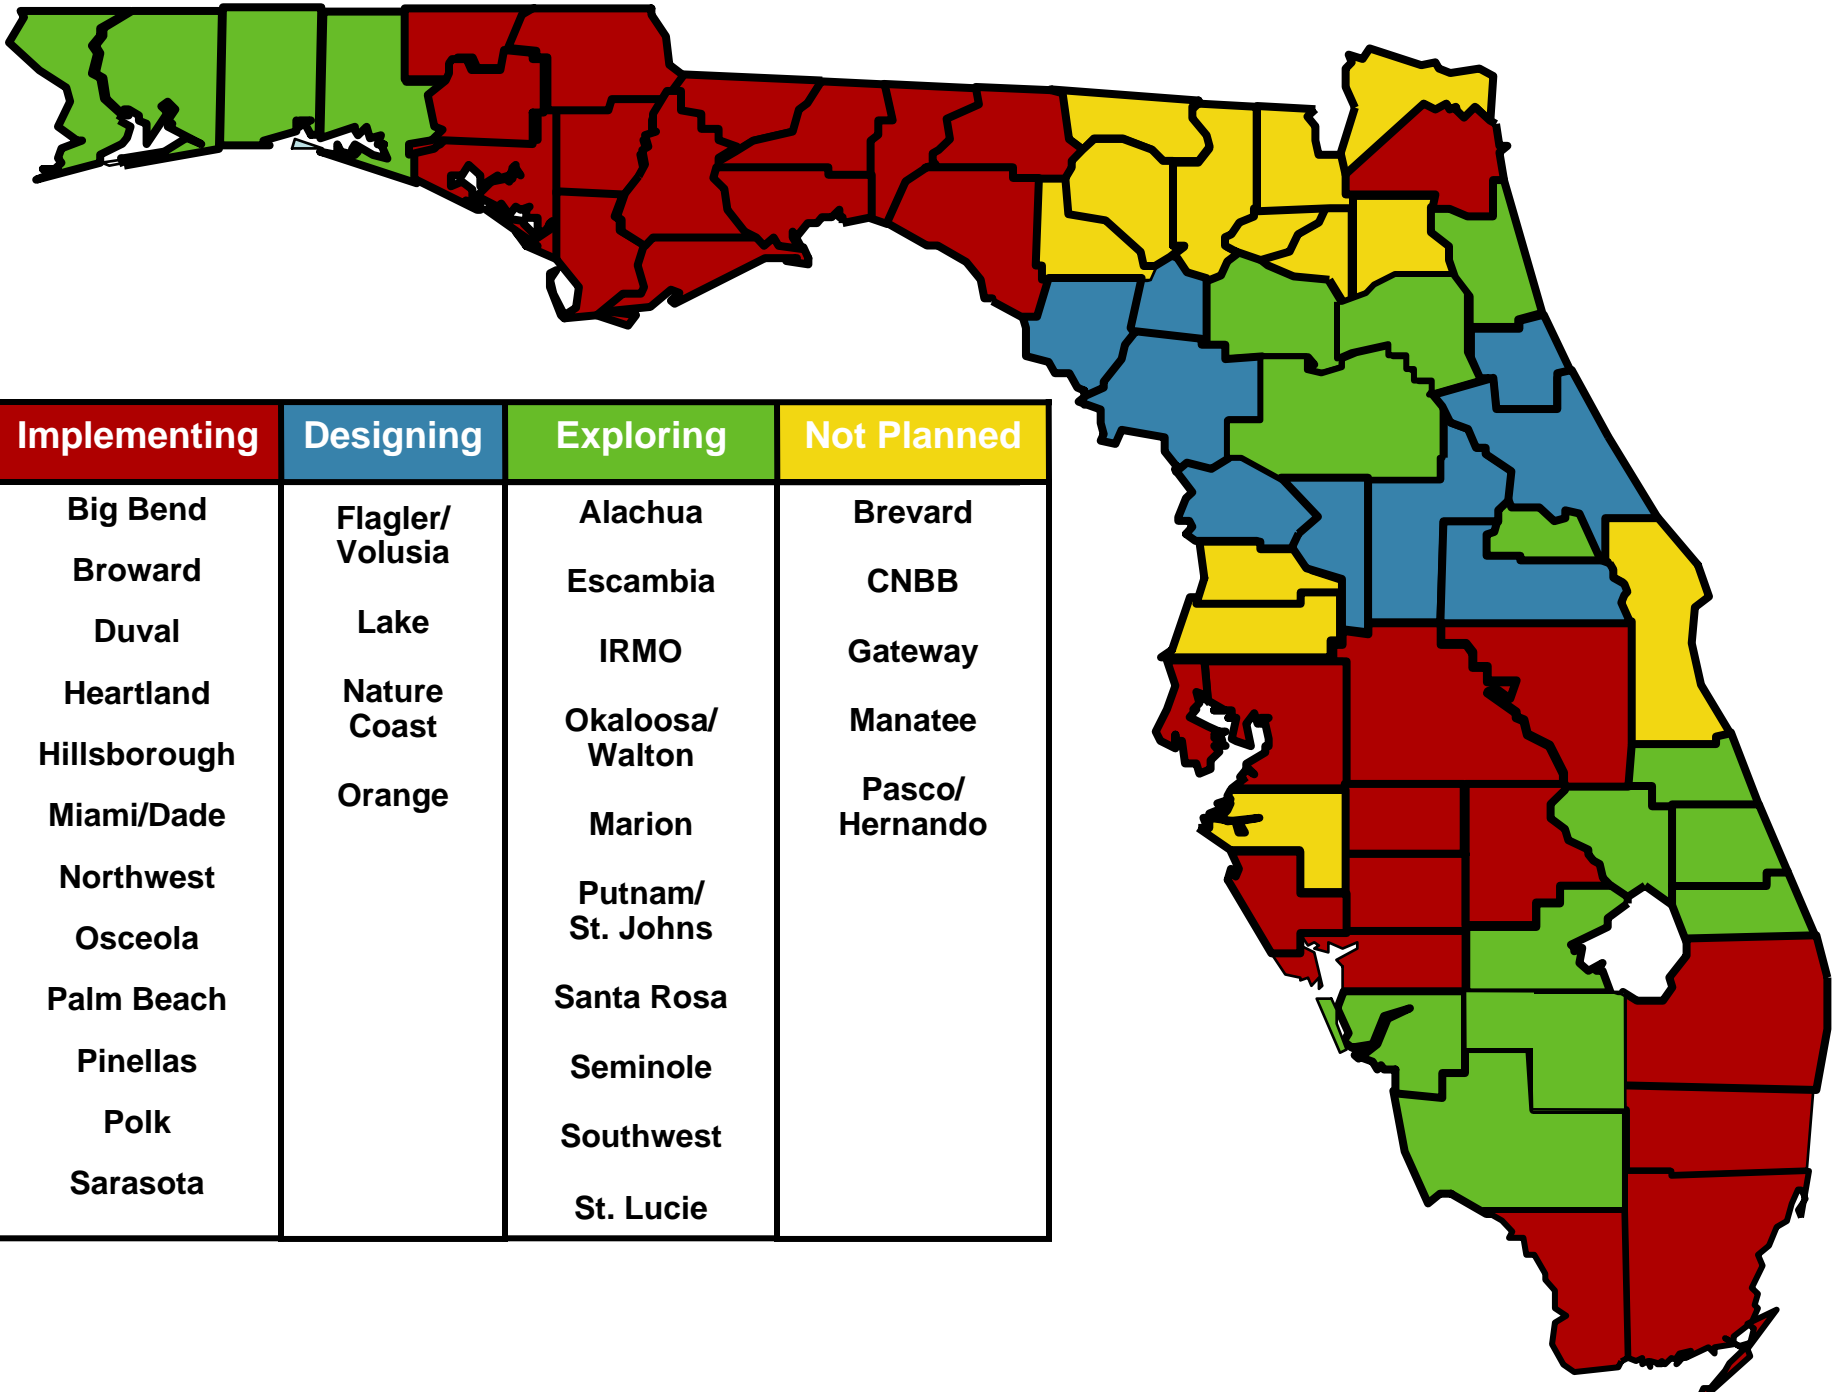 Implementing
Designing
Exploring
Not Planned
Big Bend
Broward
Duval
Heartland
Hillsborough
Miami/Dade
Northwest
Osceola
Palm Beach
Pinellas
Polk
Sarasota
Flagler/
Volusia
Lake
Nature
Coast
Orange
Alachua
Escambia
IRMO
Okaloosa/
Walton
Marion
Putnam/
St. Johns
Santa Rosa
Seminole
Southwest
St. Lucie
Brevard
CNBB
Gateway
Manatee
Pasco/
Hernando